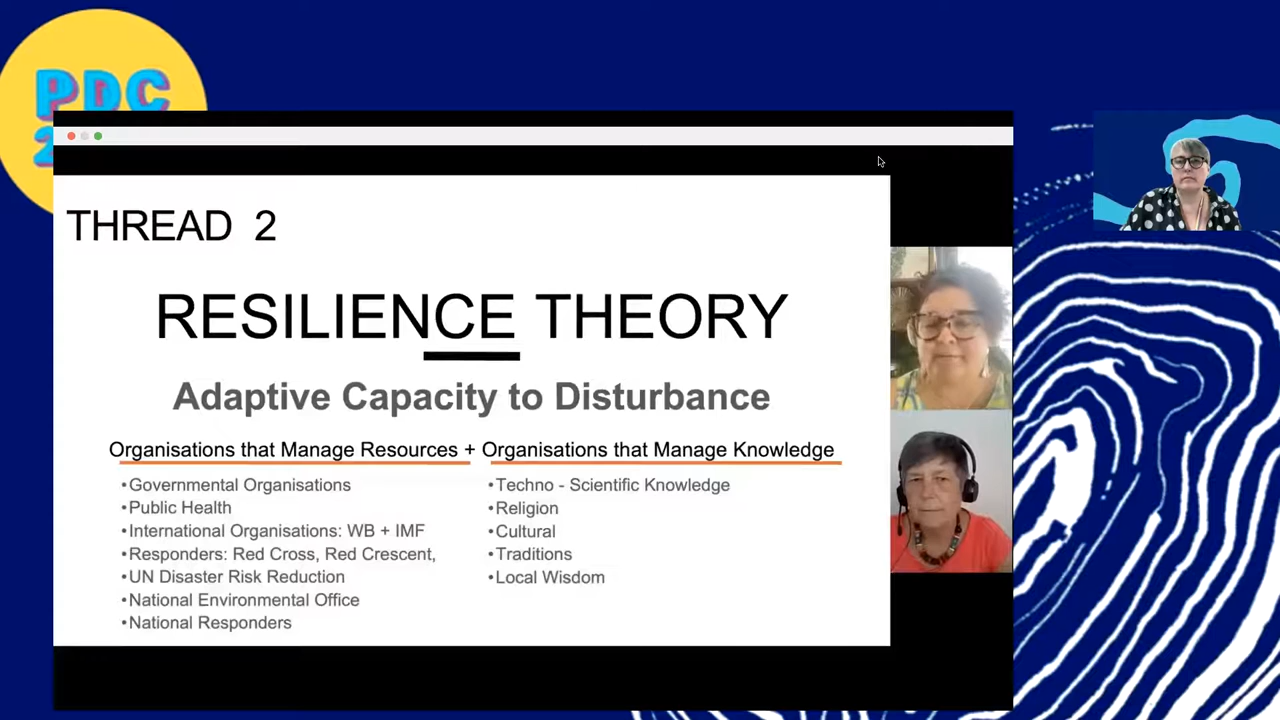 PDC
2
THREAD 2
RESILIENCE THEORY
Adaptive Capacity to Disturbance
Organisations that Manage Resources + Organisations that Manage Knowledge
•Governmental Organisations
•Public Health
•International Organisations: WB + IMF
•Responders: Red Cross, Red Crescent,
•UN Disaster Risk Reduction
•National Environmental Office
•National Responders
•Techno - Scientific Knowledge
•Religion
•Cultural
•Traditions
•Local Wisdom